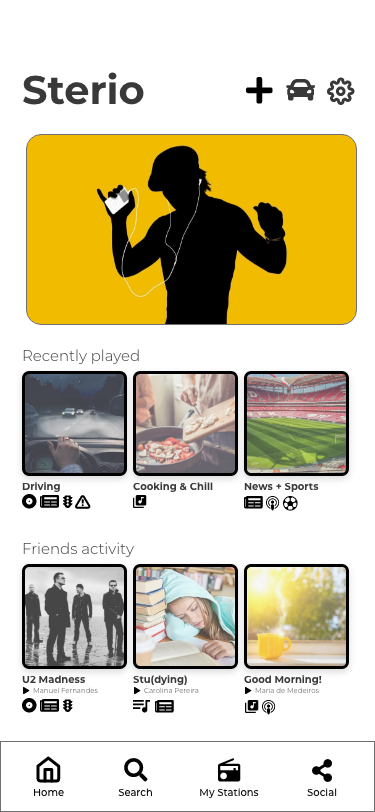 Sterio
Recently played
Driving
Cooking & Chill
News + Sports
Friends activity
U2 Madness
Stu(dying)
Good Morning!
Manuel Fernandes
Carolina Pereira
Maria de Medeiros
Home
Search
My Stations
Social